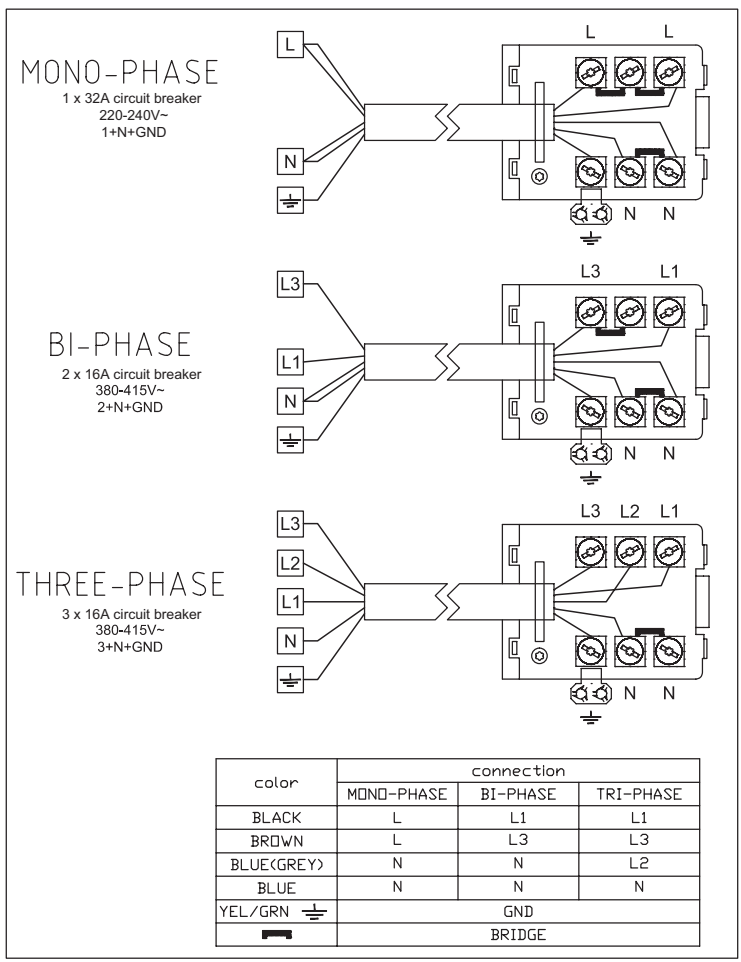 L L
L
MONO-PHASE
1 x 32A circuit breaker
220-240V~
1+N+GND
N
N N
L3 L1
L3
BI-PHASE
2 x 16A circuit breaker
380-415V~
2+N+GND
L1
N
N N
L3 L2 L1
L3
L2
THREE-PHASE
3 x 16A circuit breaker
380-415V~
3+N+GND
L1
N
N N
color connection
MONO-PHASE BI-PHASE TRI-PHASE
BLACK L L1 L1
BROWN L L3 L3
BLUE(GREY) N N L2
BLUE N N N
YEL/GRN GND
BRIDGE